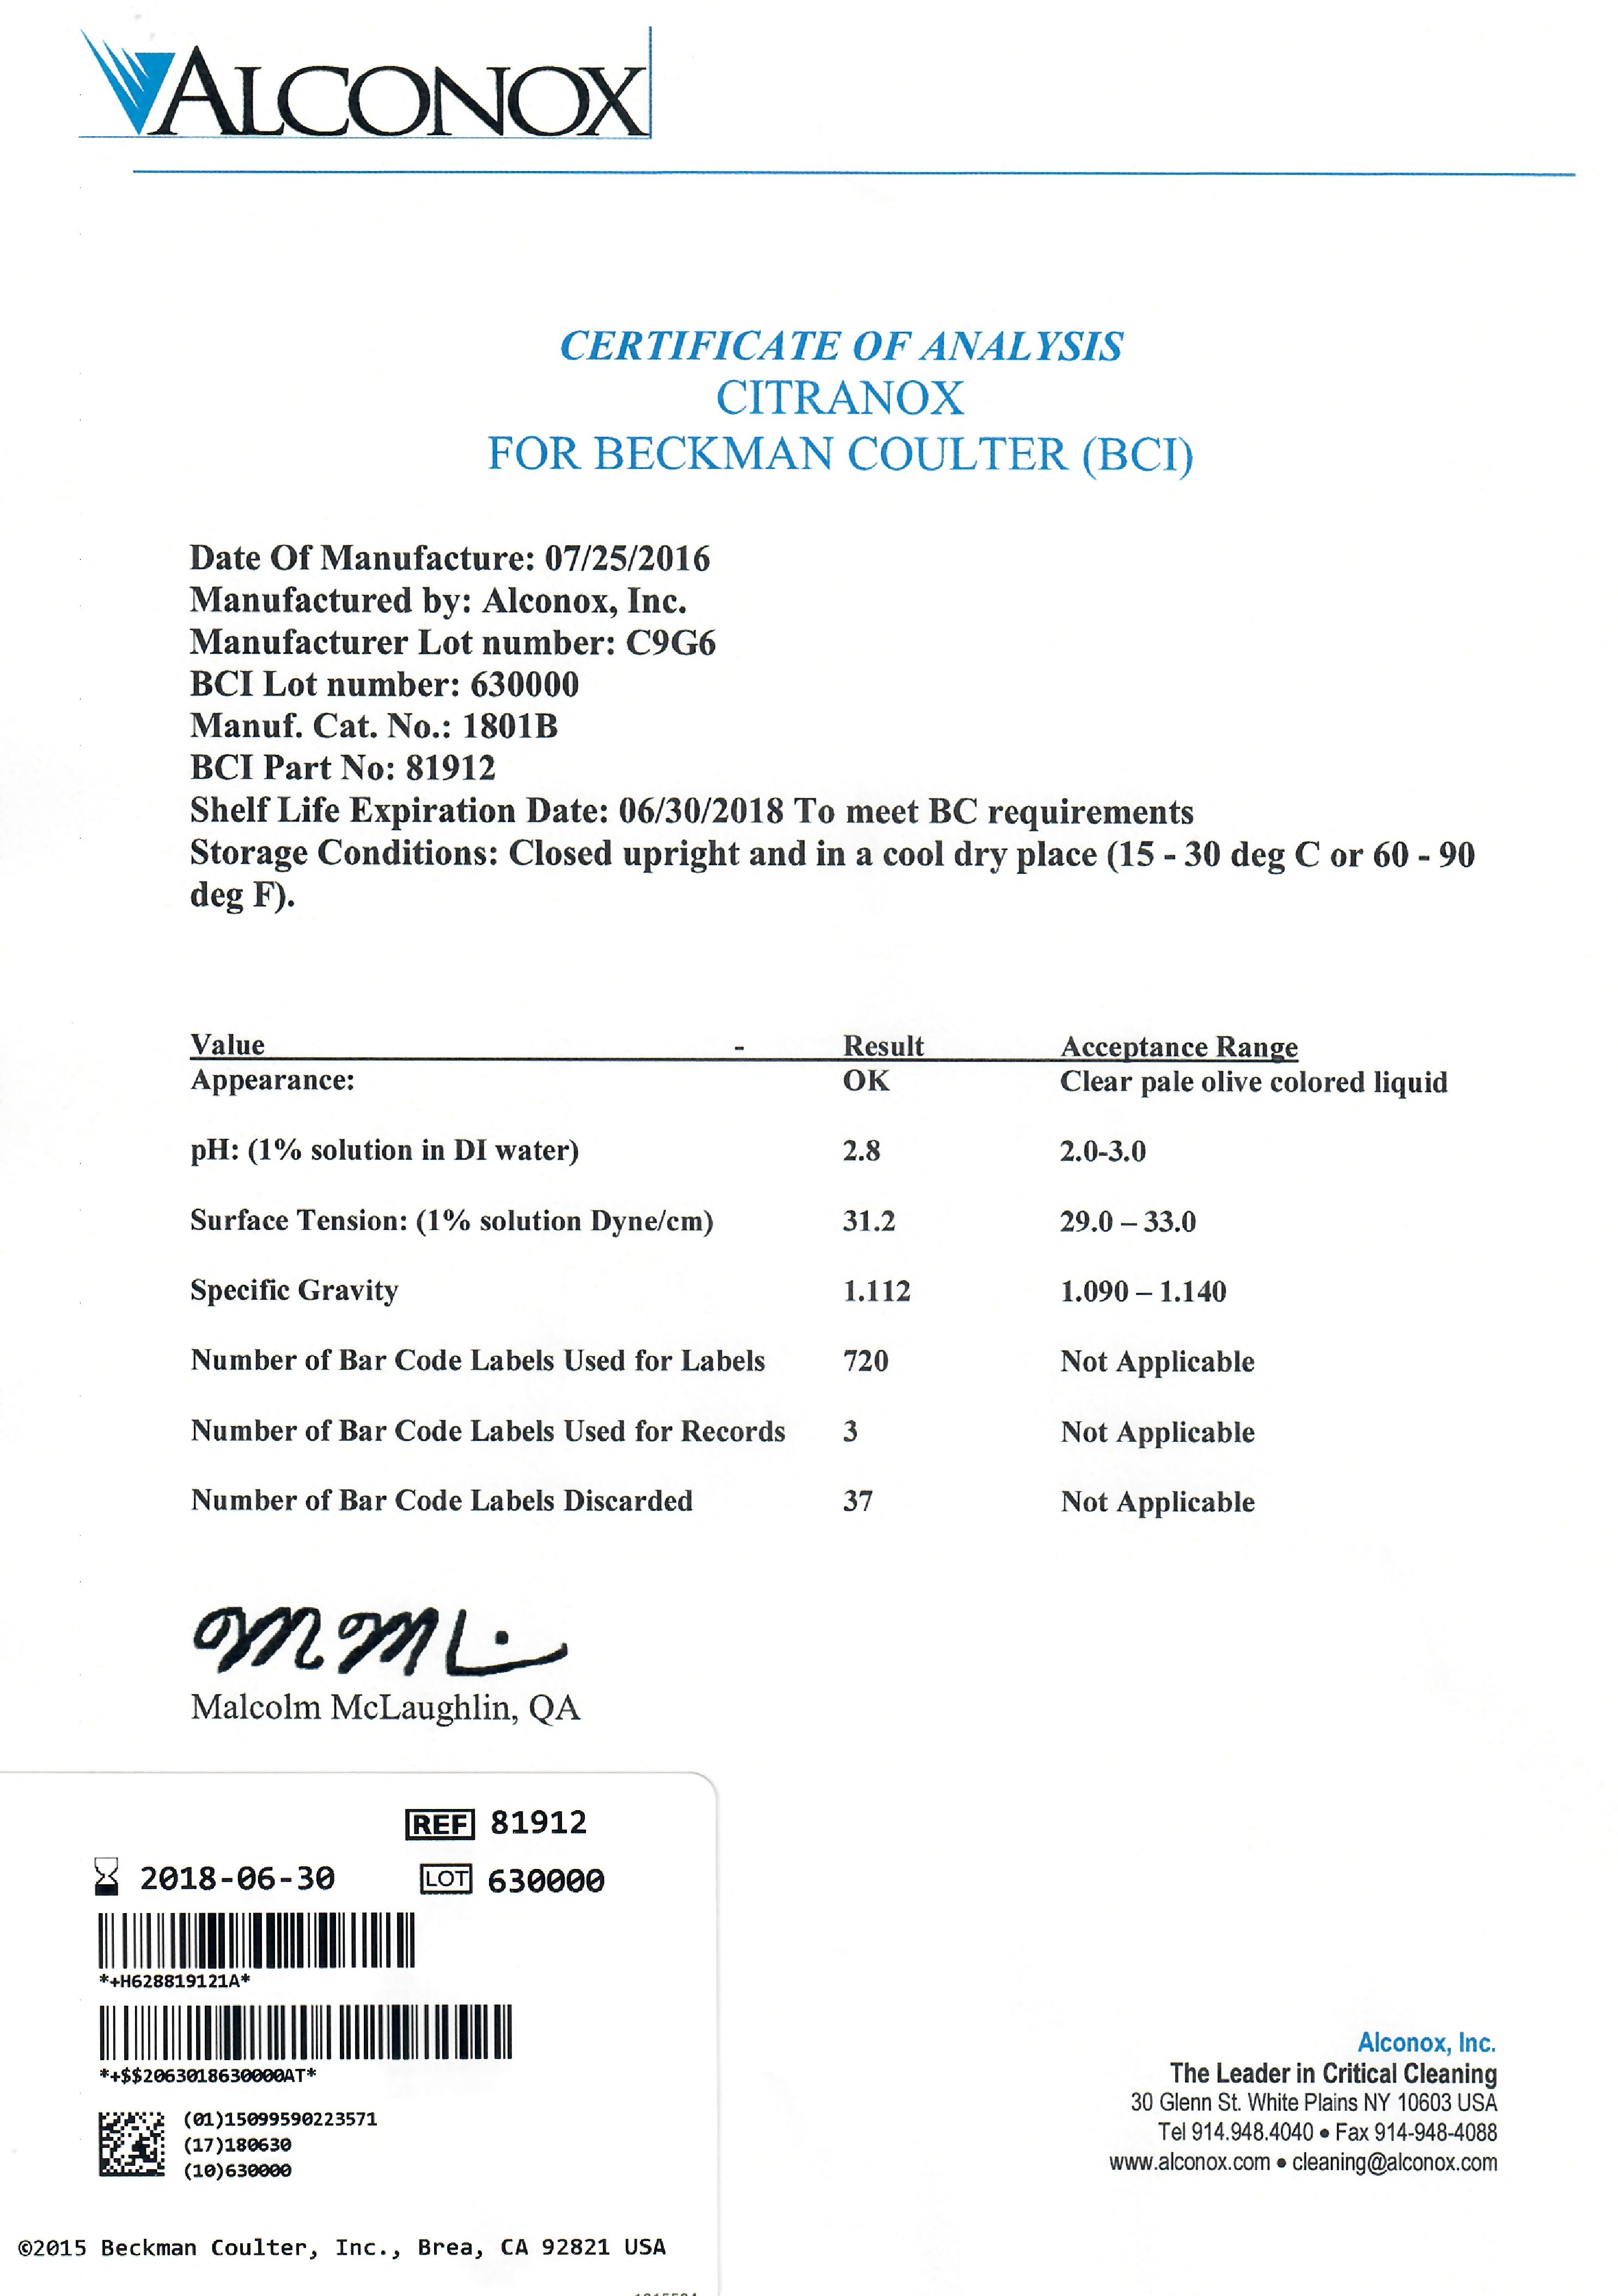 ALCONOX
CERTIFICATE OF ANALYSIS
CITRANOX
FOR BECKMAN COULTER (BCI)
Date Of Manufacture: 07/25/2016
Manufactured by: Alconox, Inc.
Manufacturer Lot number: C9G6
BCI Lot number: 630000
Manuf. Cat. No.: 1801B
BCI Part No: 81912
Shelf Life Expiration Date: 06/30/2018 To meet BC requirements
Storage Conditions: Closed upright and in a cool dry place (15 - 30 deg C or 60 - 90
deg F).
Value - Result Acceptance Range
Appearance: OK Clear pale olive colored liquid
pH: (1% solution in DI water) 2.8 2.0-3.0
Surface Tension: (1% solution Dyne/cm) 31.2 29.0 – 33.0
Specific Gravity 1.112 1.090 – 1.140
Number of Bar Code Labels Used for Labels 720 Not Applicable
Number of Bar Code Labels Used for Records 3 Not Applicable
Number of Bar Code Labels Discarded 37 Not Applicable
Malcolm McLaughlin, QA
REF 81912
2018-06-30 LOT 630000
*+H628819121A*
*+$$2063018630000AT*
(01)15099590223571
(17)180630
(10)630000
©2015 Beckman Coulter, Inc., Brea, CA 92821 USA
Alconox, Inc.
The Leader in Critical Cleaning
30 Glenn St. White Plains NY 10603 USA
Tel 914.948.4040 • Fax 914-948-4088
www.alconox.com • cleaning@alconox.com